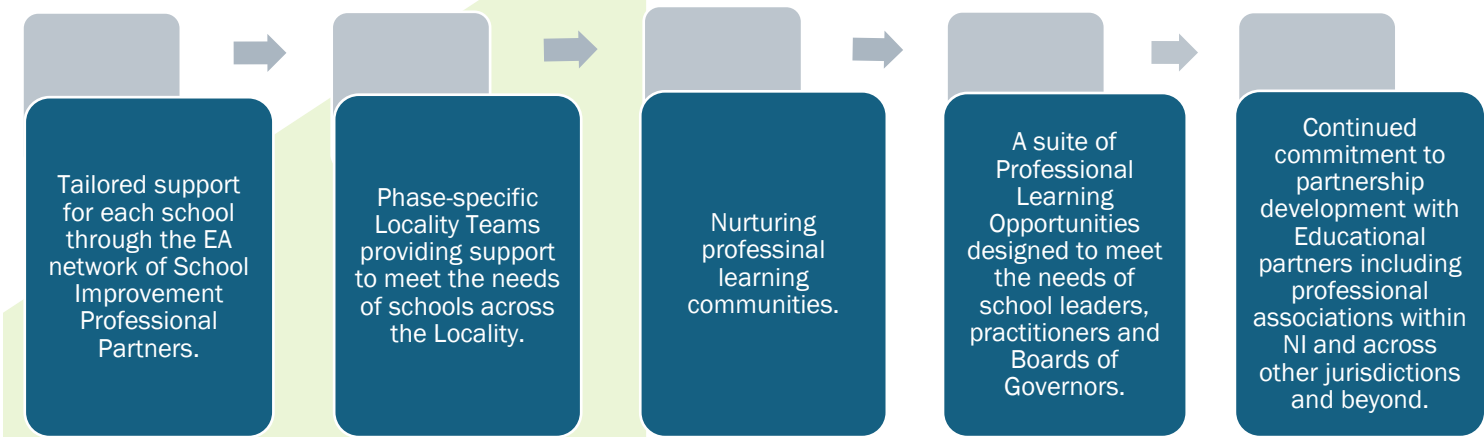 Tailored support
for each school
through the EA
network of School
Improvement
Professional
Partners.
Phase-specific
Locality Teams
providing support
to meet the needs
of schools across
the Locality.
Nurturing
professinal
learning
communities.
A suite of
Professional
Learning
Opportunities
designed to meet
the needs of
school leaders,
practitioners and
Boards of
Governors.
Continued
commitment to
partnership
development with
Educational
partners including
professional
associations within
NI and across
other jurisdictions
and beyond.